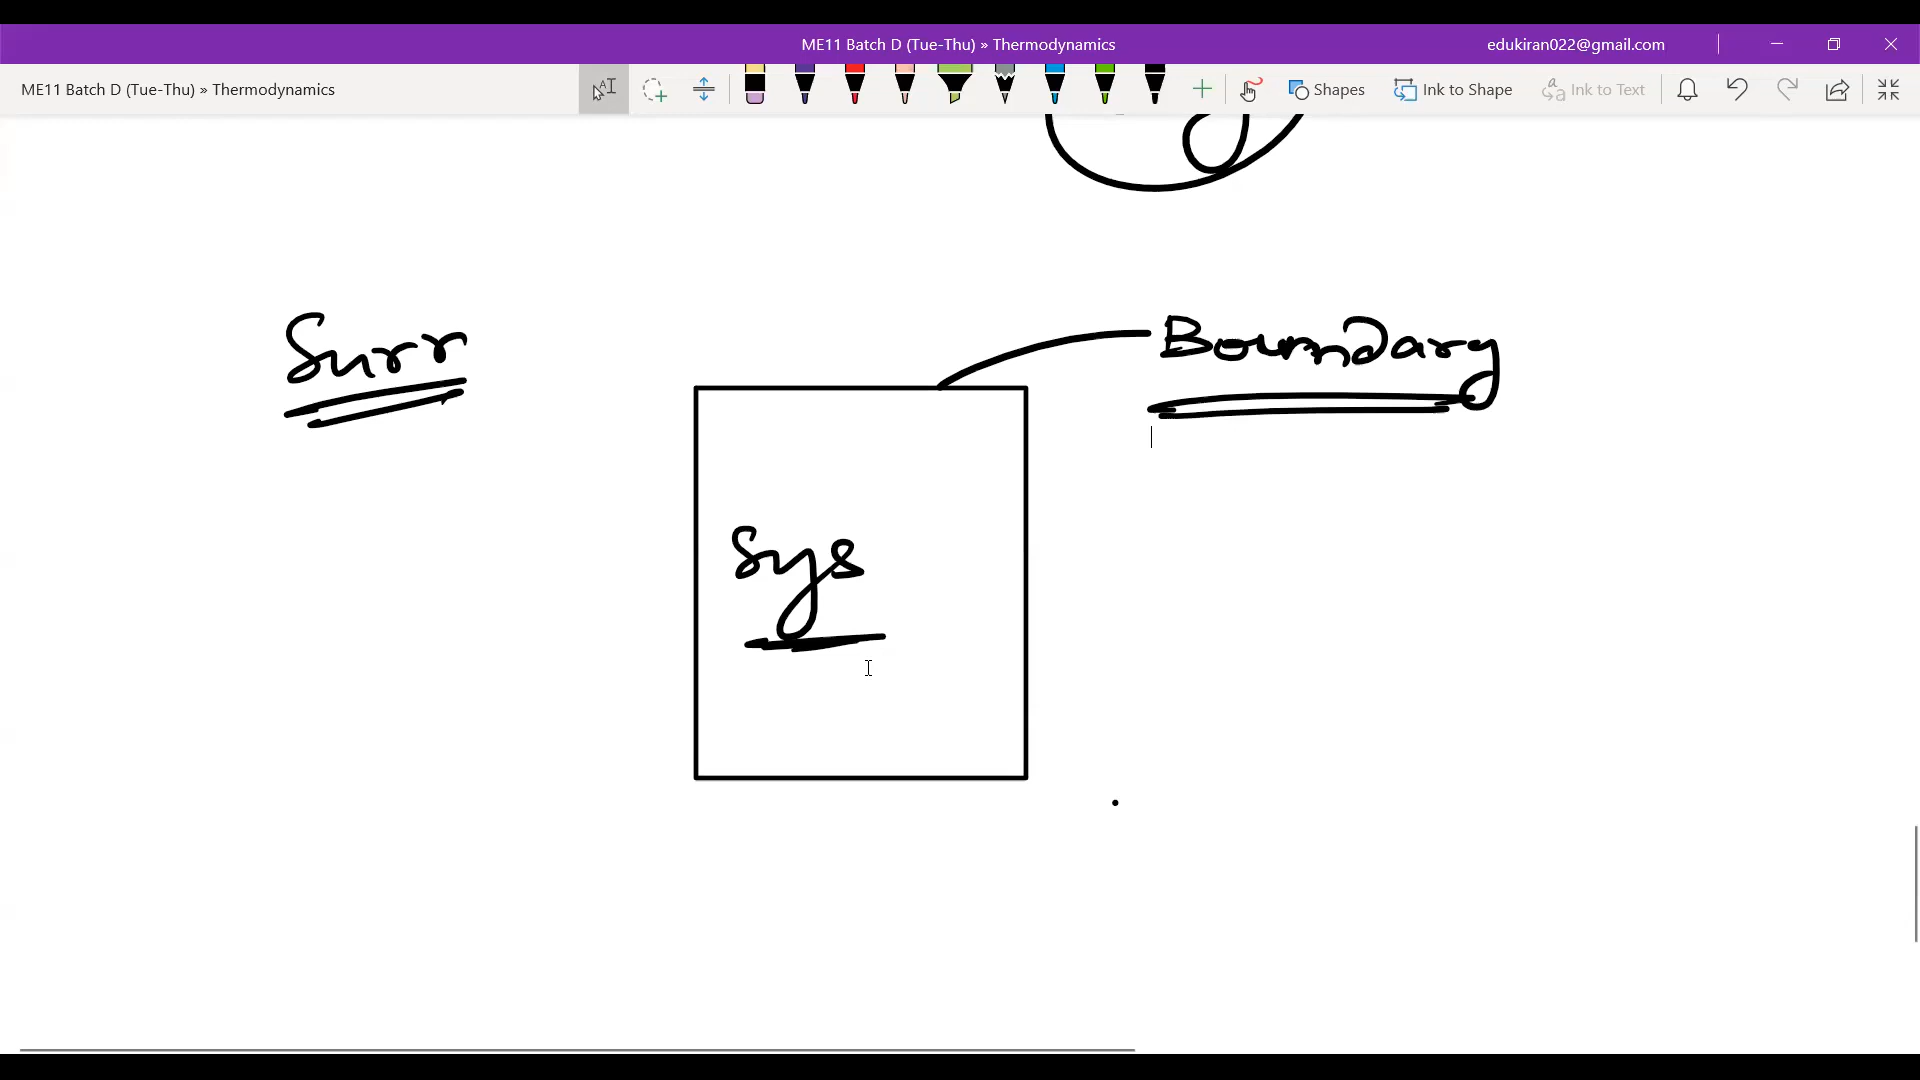 ME11 Batch D (Tue-Thu) » Thermodynamics
edukiran022@gmail.com
ME11 Batch D (Tue-Thu) » Thermodynamics
Shapes
Ink to Shape
Ink to Text
Surr
Boundary
Sys